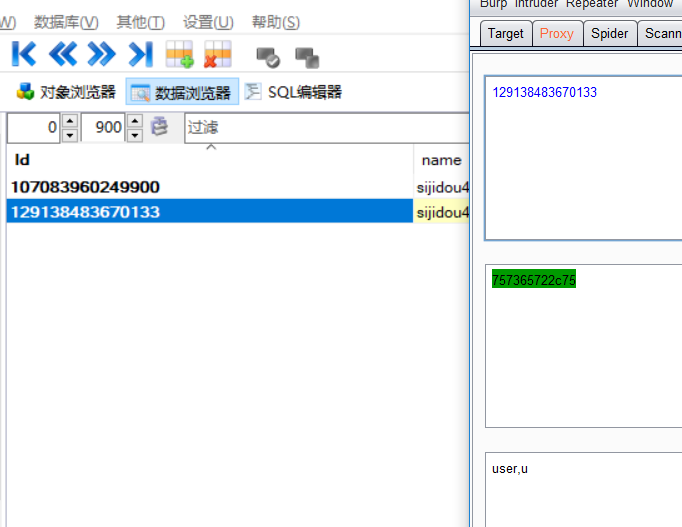 W) 数据库(V) 其他(T) 设置(U) 帮助(S)
对象浏览器 数据浏览器 SQL编辑器
0 900 过滤
Id name
107083960249900 sijidou4
129138483670133 sijidou4
Burp Intruder Repeater Window
Target Proxy Spider Scann
129138483670133
757365722c75
user,u